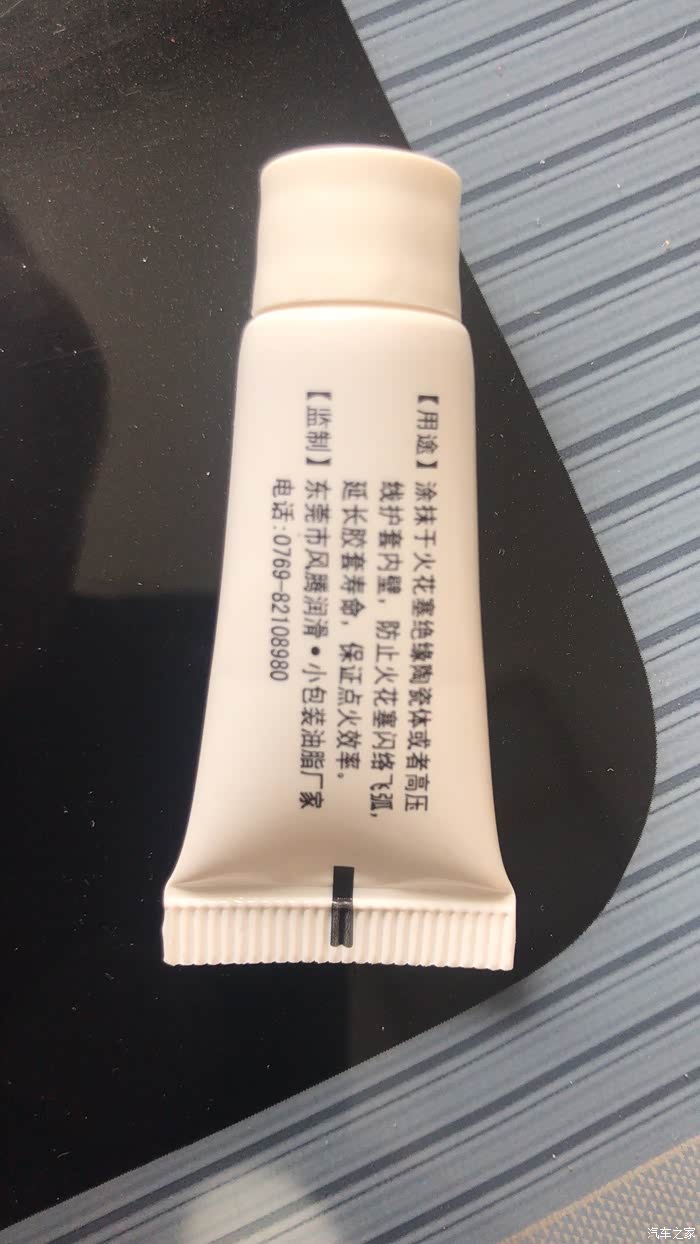 【用途】涂抹于火花塞绝缘陶瓷体或者高压
线护套内壁，防止火花塞闪络飞弧，
延长胶套寿命，保证点火效率。
【监制】东莞市风腾润滑●小包装油脂厂家
电话:0769-82108980
汽车之家